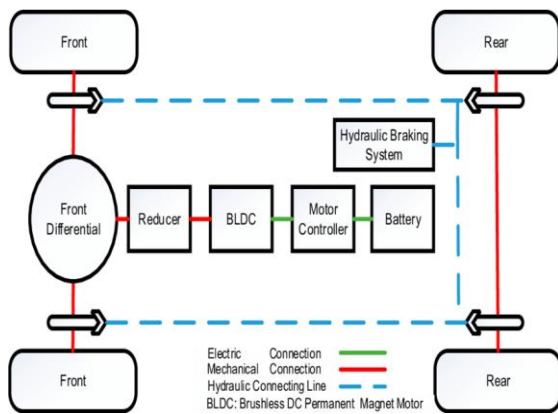 Front
Rear
Hydraulic Braking
System
Front
Differential
Reducer
BLDC
Motor
Controller
Battery
Electric Connection
Mechanical Connection
Hydraulic Connecting Line
BLDC: Brushless DC Permanent Magnet Motor
Front
Rear